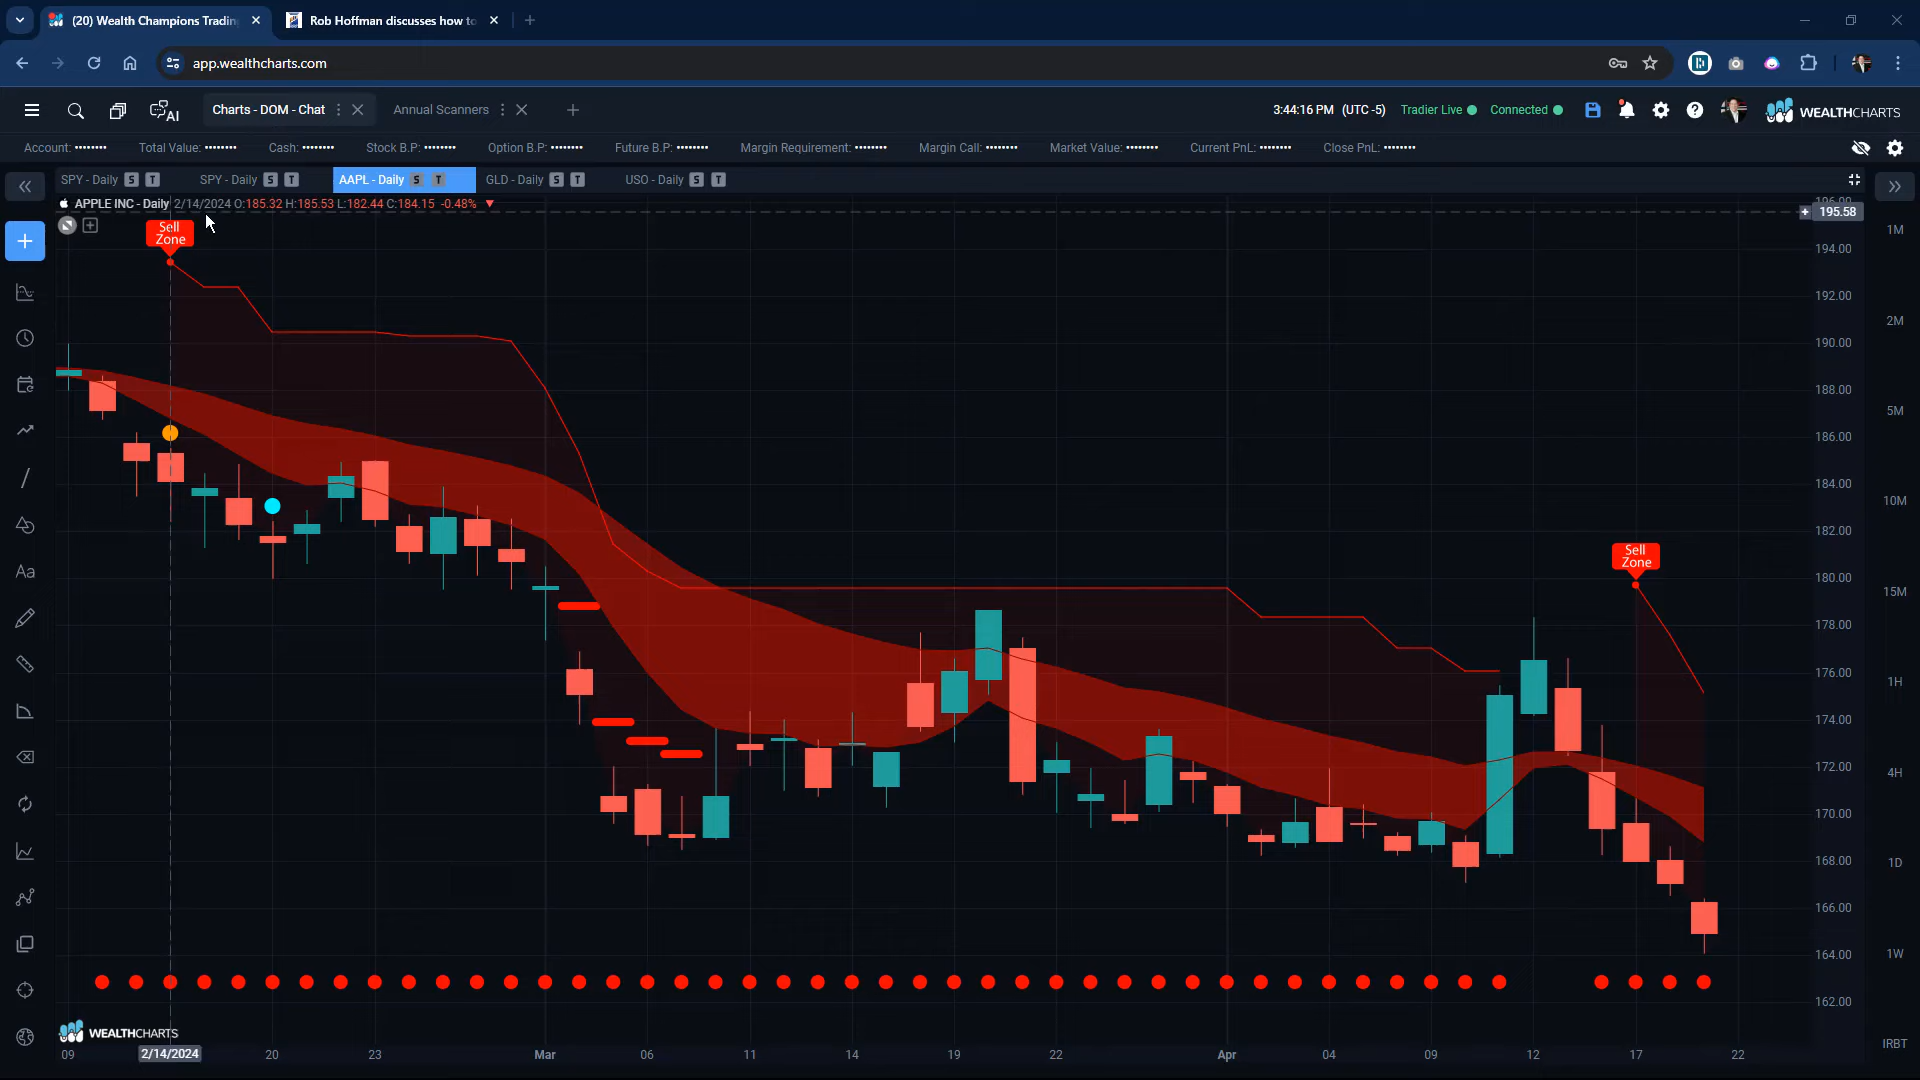 (20) Wealth Champions Tradin
Rob Hoffman discusses how to
app.wealthcharts.com
AI
Charts - DOM - Chat
Annual Scanners
3:44:16 PM (UTC-5)
Tradier Live
Connected
WEALTHCHARTS
Account: ••••••••
Total Value: ••••••••
Cash: ••••••••
Stock B.P: ••••••••
Option B.P: ••••••••
Future B.P: ••••••••
Margin Requirement: ••••••••
Margin Call: ••••••••
Market Value: ••••••••
Current PnL: ••••••••
Close PnL: ••••••••
SPY - Daily S T
SPY - Daily S T
AAPL - Daily S T
GLD - Daily S T
USO - Daily S T
APPLE INC - Daily 2/14/2024 O:185.32 H:185.53 L:182.44 C:184.15 -0.48%
Sell
Zone
Sell
Zone
Aa
206.00
195.58
194.00
192.00
190.00
188.00
186.00
184.00
182.00
180.00
178.00
176.00
174.00
172.00
170.00
168.00
166.00
164.00
162.00
1M
2M
5M
10M
15M
1H
4H
1D
1W
IRBT
WEALTHCHARTS
09
2/14/2024
20
23
Mar
06
11
14
19
22
Apr
04
09
12
17
22